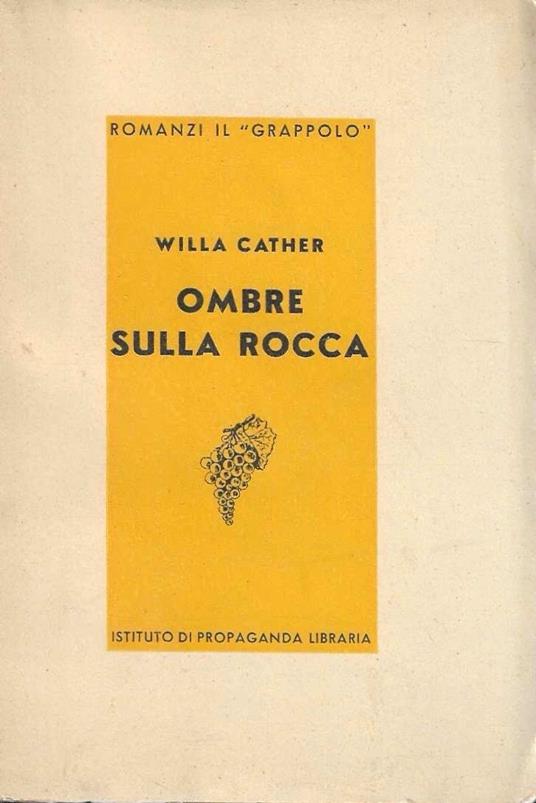 ROMANZI IL "GRAPPOLO"
WILLA CATHER
OMBRE
SULLA ROCCA
ISTITUTO DI PROPAGANDA LIBRARIA